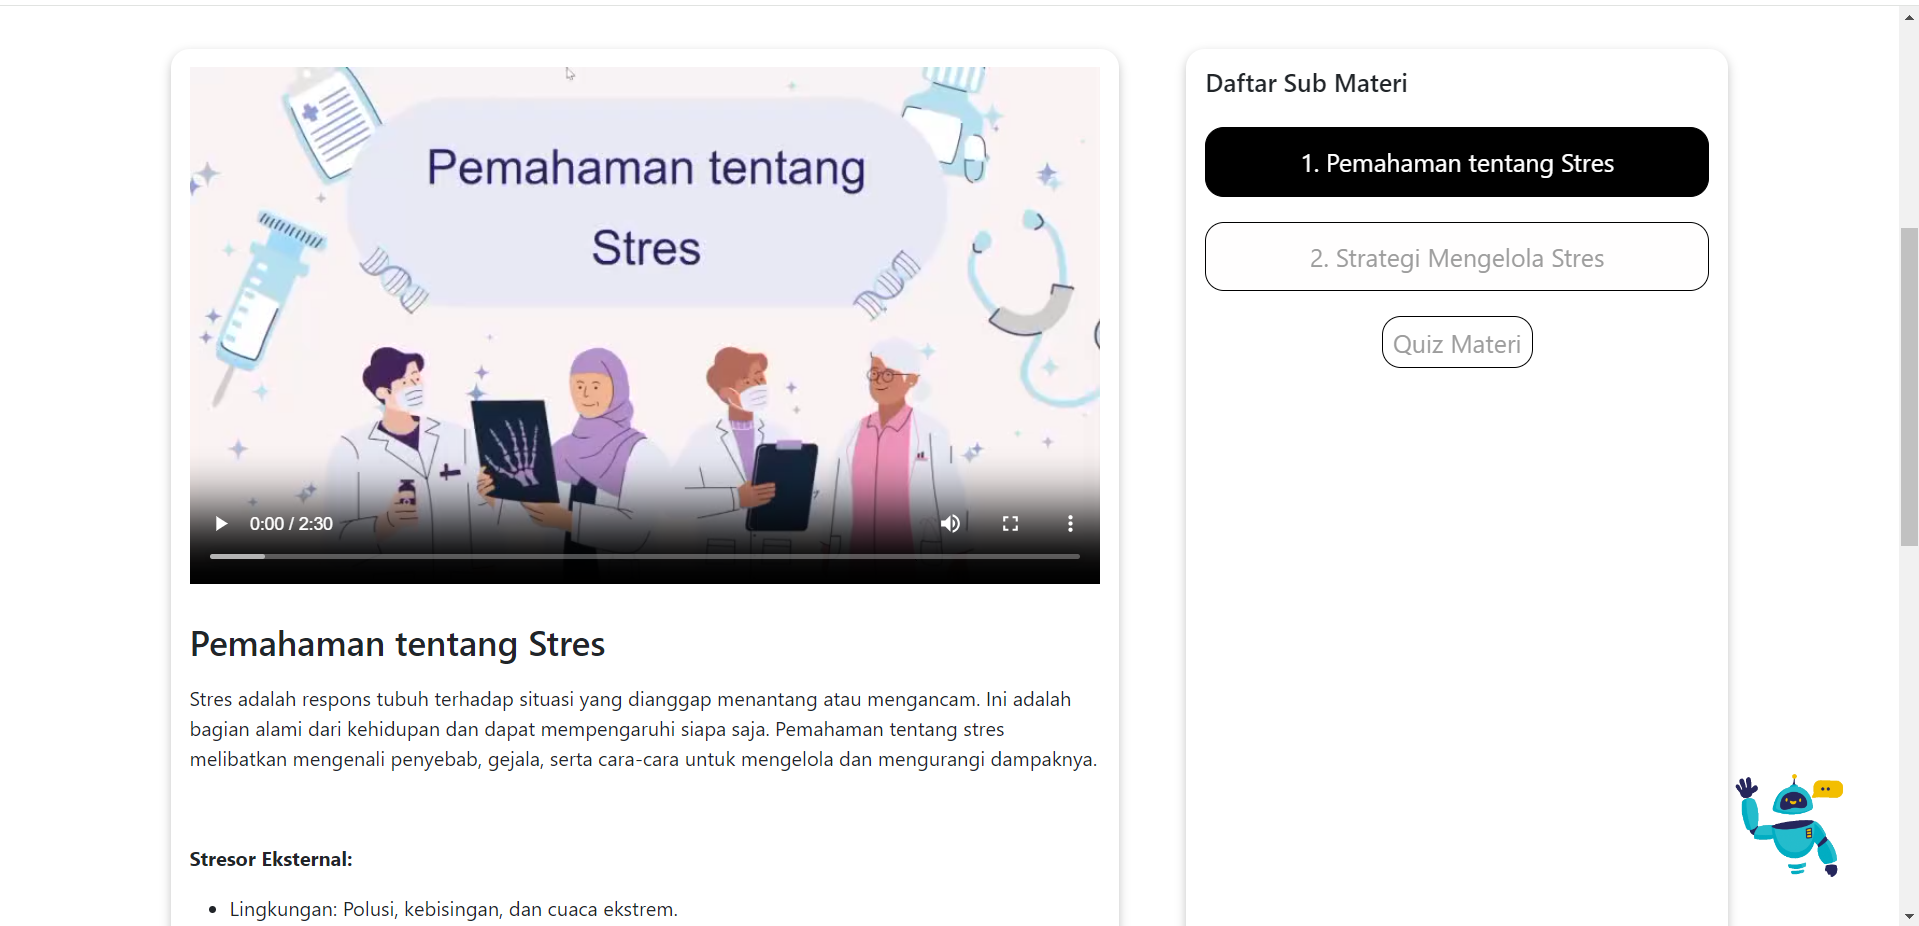 Pemahaman tentang
Stres
0:00 / 2:30
Pemahaman tentang Stres
Stres adalah respons tubuh terhadap situasi yang dianggap menantang atau mengancam. Ini adalah
bagian alami dari kehidupan dan dapat mempengaruhi siapa saja. Pemahaman tentang stres
melibatkan mengenali penyebab, gejala, serta cara-cara untuk mengelola dan mengurangi dampaknya.
Stresor Eksternal:
• Lingkungan: Polusi, kebisingan, dan cuaca ekstrem.
Daftar Sub Materi
1. Pemahaman tentang Stres
2. Strategi Mengelola Stres
Quiz Materi